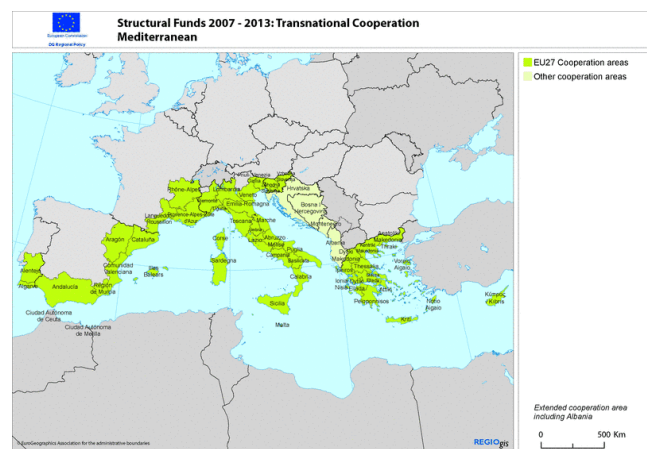 Structural Funds 2007 - 2013: Transnational Cooperation
Mediterranean
European Commission
DG Regional Policy
EU27 Cooperation areas
Other cooperation areas
Rhône-Alpes
Lombardia
Veneto
Hrvatska
Emilia-Romagna
Bosna i
Hercegovina
Languedoc-
Roussillon
Toscana
Marche
Montenegro
Corse
Lazio
Abruzzo
Molise
Puglia
Campania
Basilicata
Albania
Aragón
Cataluña
Sardegna
Calabria
Comunidad
Valenciana
Illes
Balears
Alentejo
Algarve
Andalucía
Región
de Murcia
Sicilia
Thessalia
Voreio
Aigaio
Ionia
Nisia
Attiki
Peloponnisos
Notio
Aigaio
Kriti
Kýpros
/ Kıbrıs
Ciudad Autónoma
de Ceuta
Ciudad Autónoma
de Melilla
Malta
Extended cooperation area
including Albania
0 500 Km
© EuroGeographics Association for the administrative boundaries
REGIOgis